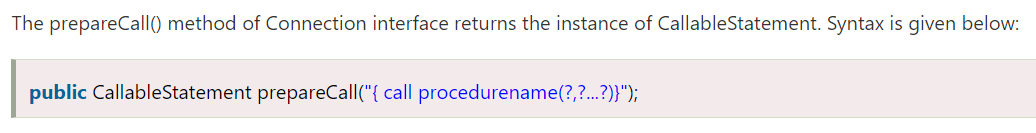 The prepareCall() method of Connection interface returns the instance of CallableStatement. Syntax is given below:
public CallableStatement prepareCall("{ call procedurename(?,?...?)}");